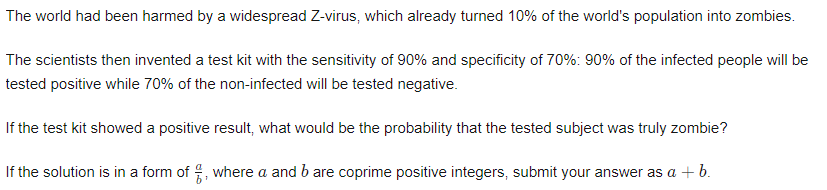 The world had been harmed by a widespread Z-virus, which already turned 10% of the world's population into zombies.
The scientists then invented a test kit with the sensitivity of 90% and specificity of 70%: 90% of the infected people will be
tested positive while 70% of the non-infected will be tested negative.
If the test kit showed a positive result, what would be the probability that the tested subject was truly zombie?
If the solution is in a form of a/b, where a and b are coprime positive integers, submit your answer as a + b.